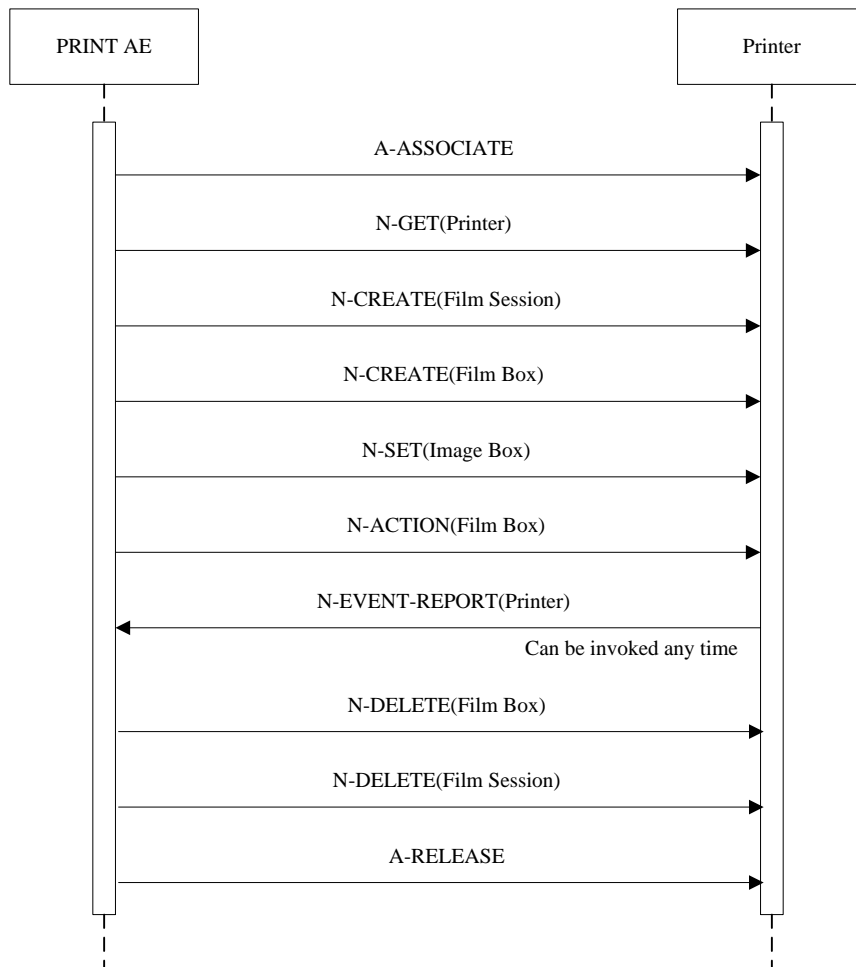 PRINT AE
Printer
A-ASSOCIATE
N-GET(Printer)
N-CREATE(Film Session)
N-CREATE(Film Box)
N-SET(Image Box)
N-ACTION(Film Box)
N-EVENT-REPORT(Printer)
Can be invoked any time
N-DELETE(Film Box)
N-DELETE(Film Session)
A-RELEASE